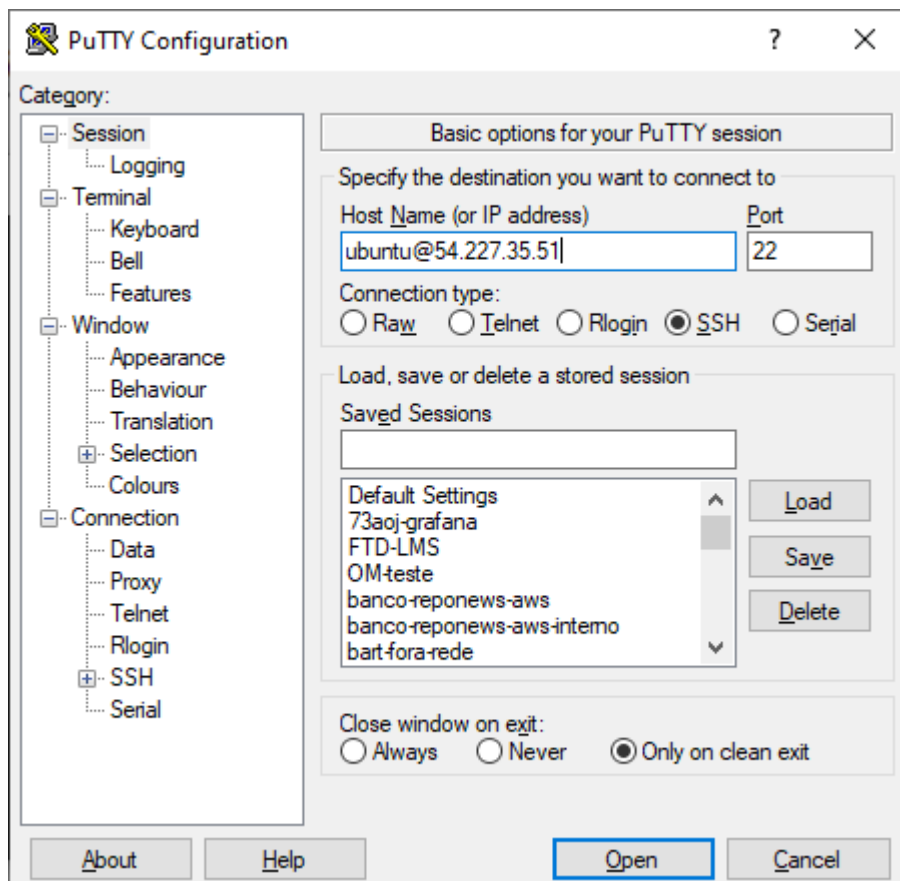 PuTTY Configuration
?
Category:
Session
Logging
Terminal
Keyboard
Bell
Features
Window
Appearance
Behaviour
Translation
Selection
Colours
Connection
Data
Proxy
Telnet
Rlogin
SSH
Serial
Basic options for your PuTTY session
Specify the destination you want to connect to
Host Name (or IP address) Port
ubuntu@54.227.35.51 22
Connection type:
Raw Telnet Rlogin SSH Serial
Load, save or delete a stored session
Saved Sessions
Default Settings
73aoj-grafana
FTD-LMS
OM-teste
banco-reponews-aws
banco-reponews-aws-interno
bart-fora-rede
Load
Save
Delete
Close window on exit:
Always Never Only on clean exit
About Help Open Cancel